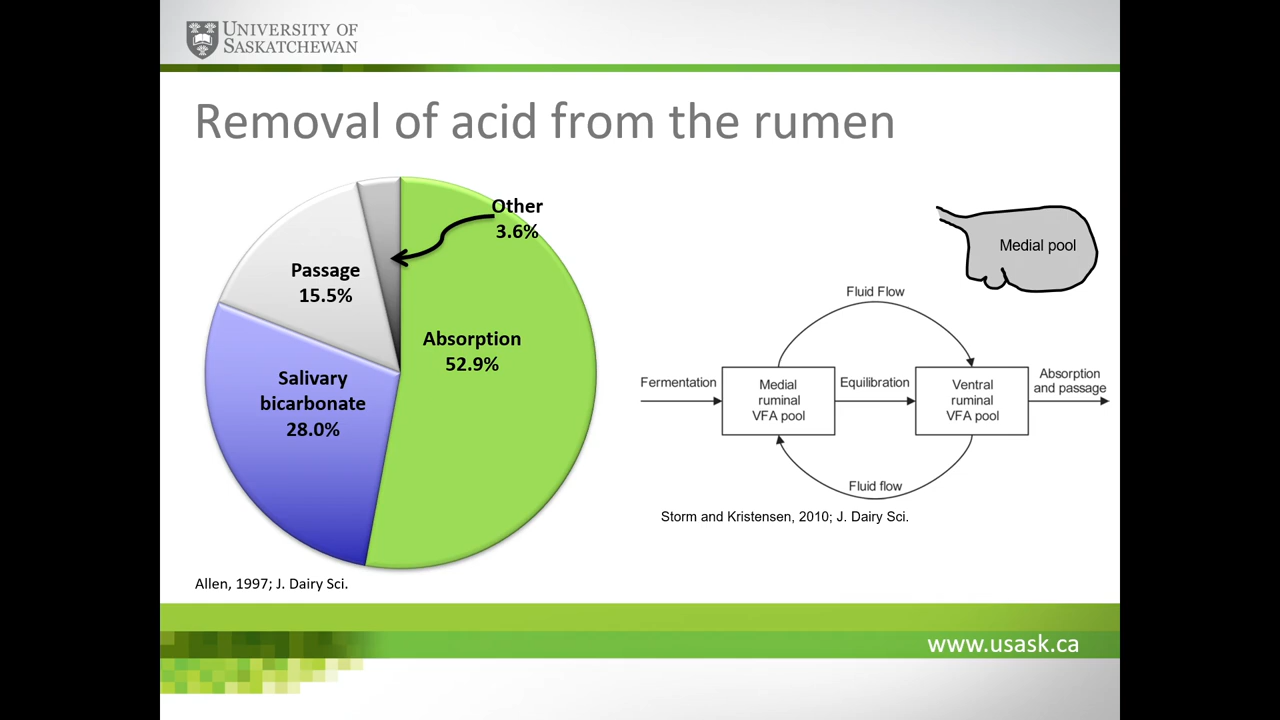 UNIVERSITY OF
SASKATCHEWAN
Removal of acid from the rumen
Other
3.6%
Passage
15.5%
Absorption
52.9%
Salivary
bicarbonate
28.0%
Allen, 1997; J. Dairy Sci.
Medial pool
Fluid Flow
Fermentation
Medial
ruminal
VFA pool
Equilibration
Ventral
ruminal
VFA pool
Absorption
and passage
Fluid flow
Storm and Kristensen, 2010; J. Dairy Sci.
www.usask.ca